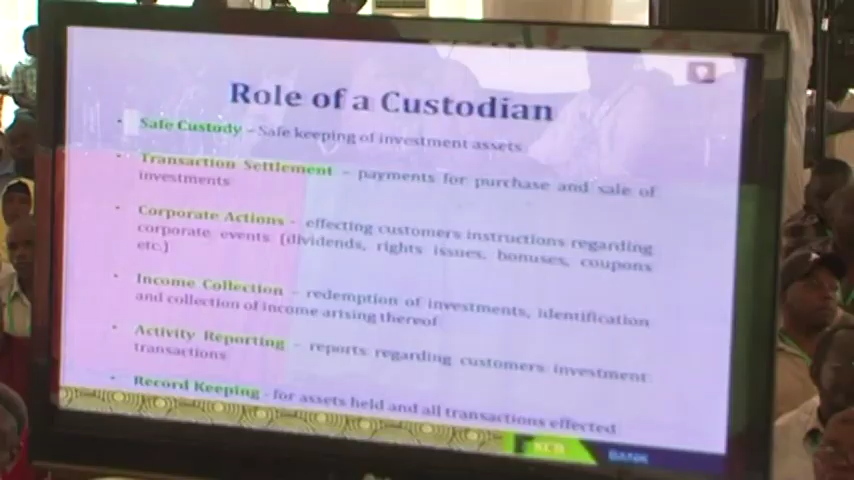 Role of a Custodian
• Safe Custody – Safe keeping of investment assets
• Transaction Settlement – payments for purchase and sale of
investments
• Corporate Actions - effecting customers instructions regarding
corporate events (dividends, rights issues, bonuses, coupons
etc.)
• Income Collection – redemption of investments, identification
and collection of income arising thereof
• Activity Reporting – reports regarding customers investment
transactions
• Record Keeping - for assets held and all transactions effected
KCB BANK